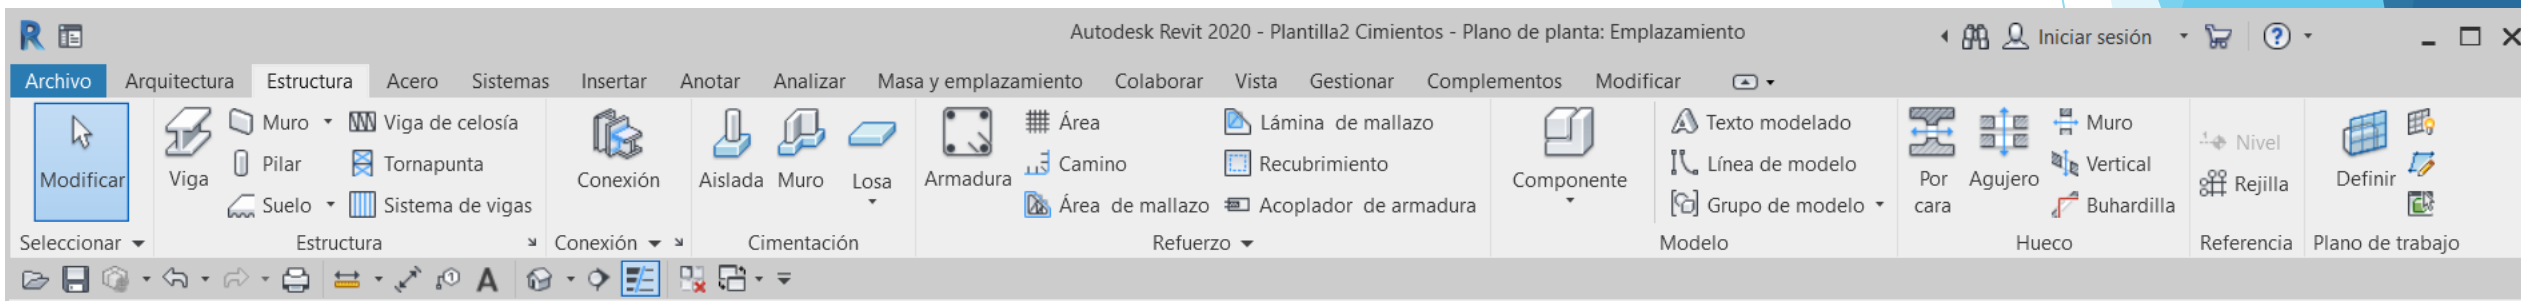 R Autodesk Revit 2020 - Plantilla2 Cimientos - Plano de planta: Emplazamiento Iniciar sesión ?
Archivo Arquitectura Estructura Acero Sistemas Insertar Anotar Analizar Masa y emplazamiento Colaborar Vista Gestionar Complementos Modificar
Modificar
Seleccionar
Viga
Muro
Pilar
Suelo
Viga de celosía
Tornapunta
Sistema de vigas
Estructura
Conexión
Conexión
Aislada
Muro
Losa
Cimentación
Armadura
Área
Camino
Área de mallazo
Lámina de mallazo
Recubrimiento
Acoplador de armadura
Refuerzo
Componente
Texto modelado
Línea de modelo
Grupo de modelo
Modelo
Por
cara
Agujero
Muro
Vertical
Buhardilla
Hueco
Nivel
Rejilla
Referencia
Definir
Plano de trabajo
A